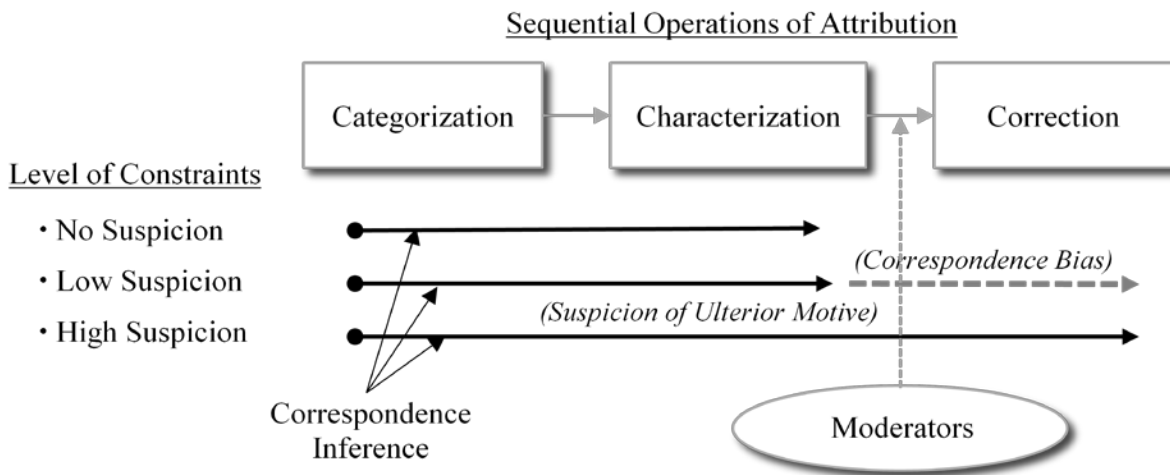 Sequential Operations of Attribution
Categorization
Characterization
Correction
Level of Constraints
・No Suspicion
・Low Suspicion
(Correspondence Bias)
(Suspicion of Ulterior Motive)
・High Suspicion
Correspondence
Inference
Moderators